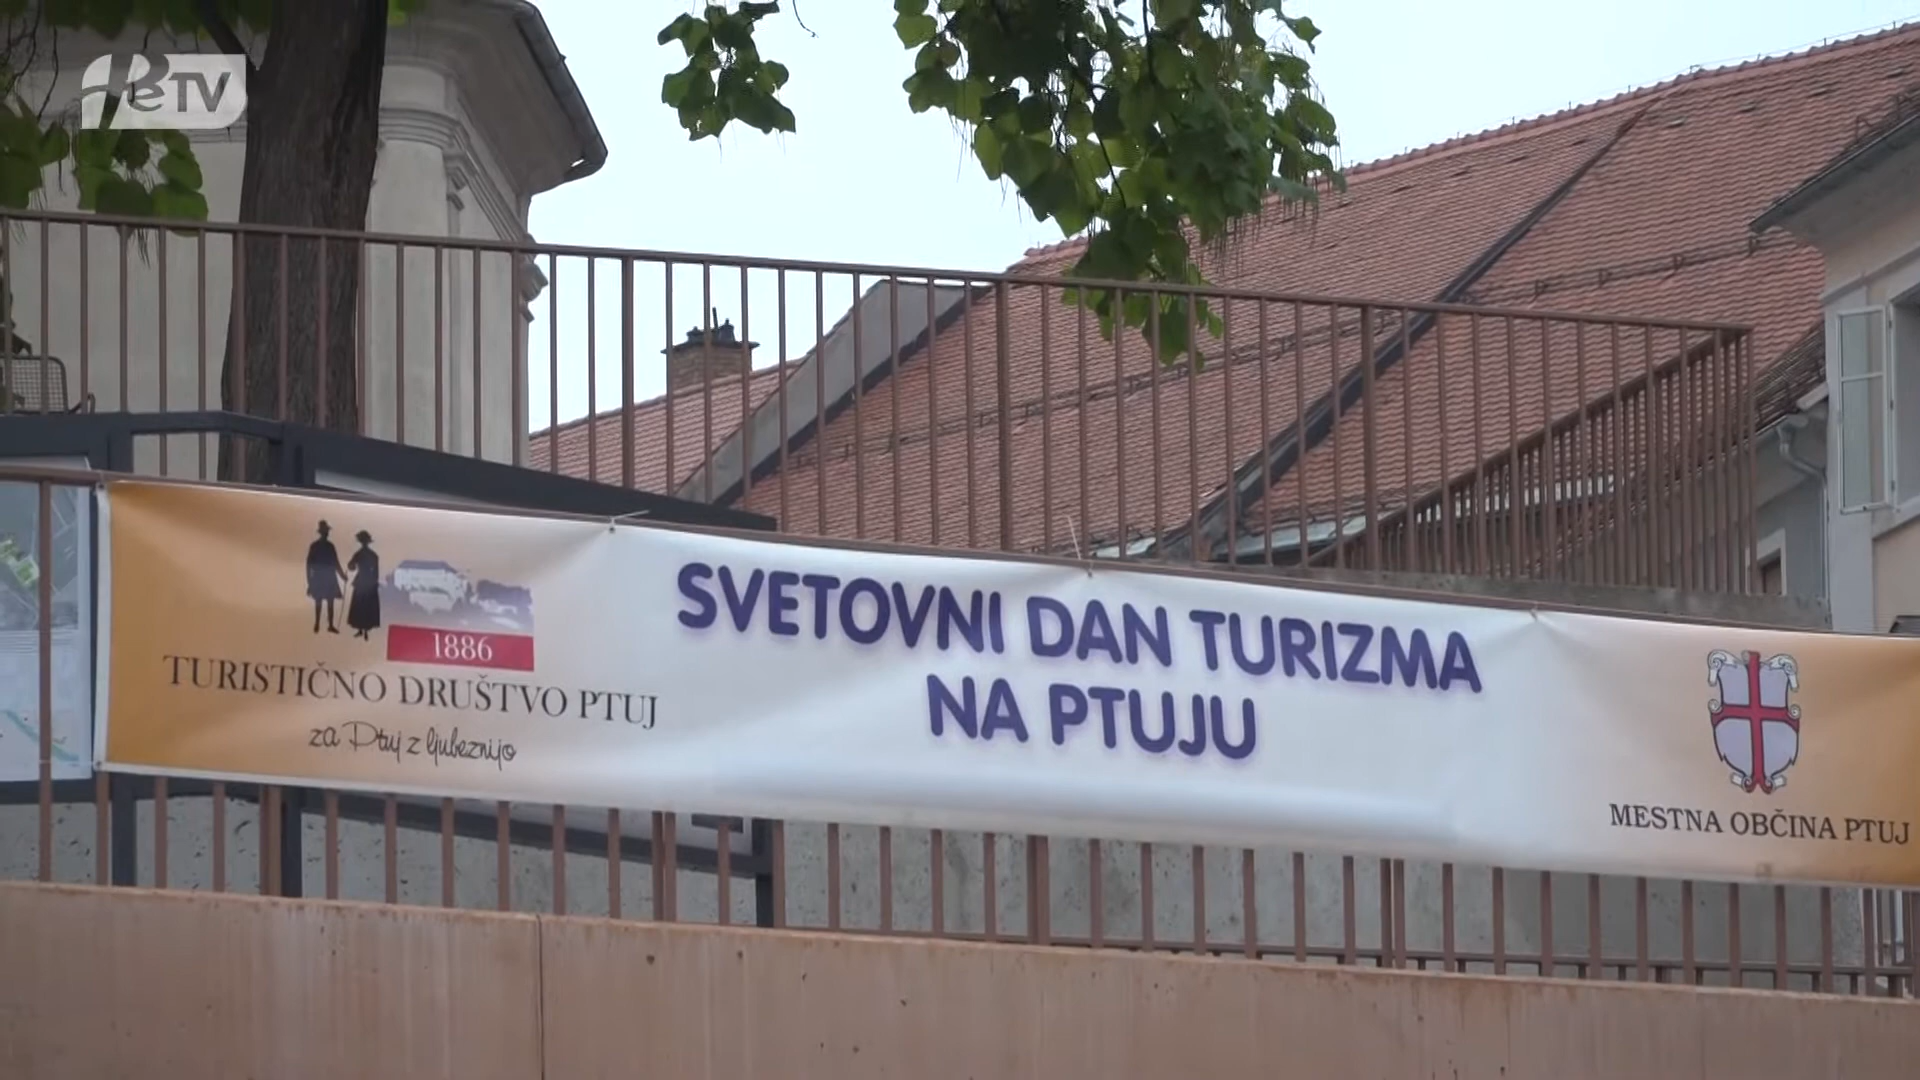 PeTV
1886
TURISTIČNO DRUŠTVO PTUJ
za Ptuj z ljubeznijo
SVETOVNI DAN TURIZMA
NA PTUJU
MESTNA OBČINA PTUJ